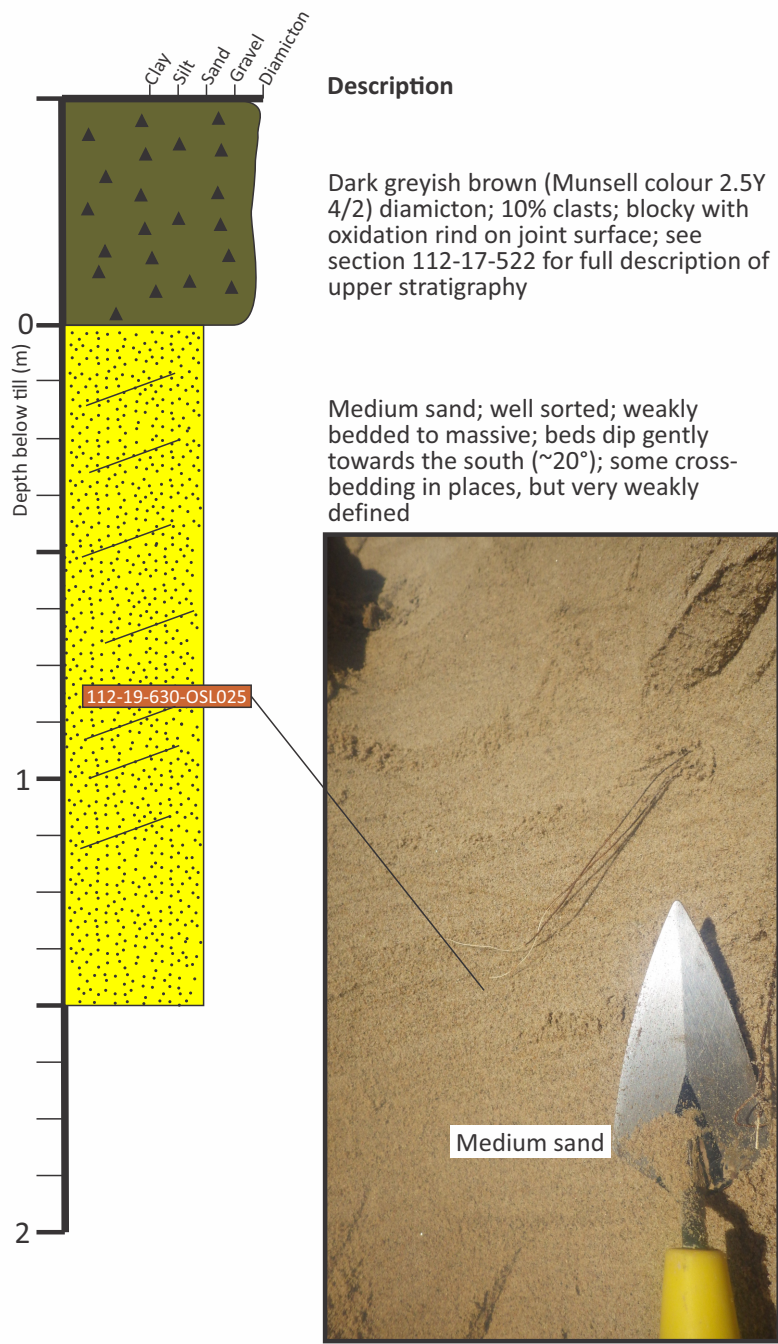 Clay
Silt
Sand
Gravel
Diamicton
Description
Dark greyish brown (Munsell colour 2.5Y
4/2) diamicton; 10% clasts; blocky with
oxidation rind on joint surface; see
section 112-17-522 for full description of
upper stratigraphy
0
Depth below till (m)
Medium sand; well sorted; weakly
bedded to massive; beds dip gently
towards the south (~20°); some cross-
bedding in places, but very weakly
defined
112-19-630-OSL025
1
Medium sand
2